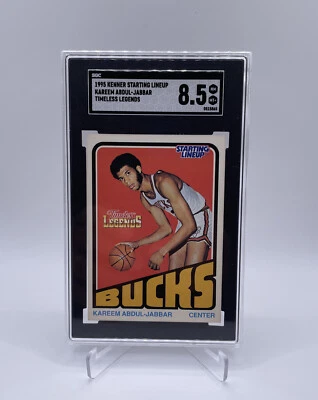 SGC
1995 KENNER STARTING LINEUP
KAREEM ABDUL-JABBAR
TIMELESS LEGENDS
8.5
STARTING
LINEUP
Timeless
LEGENDS
BUCKS
KAREEM ABDUL-JABBAR CENTER